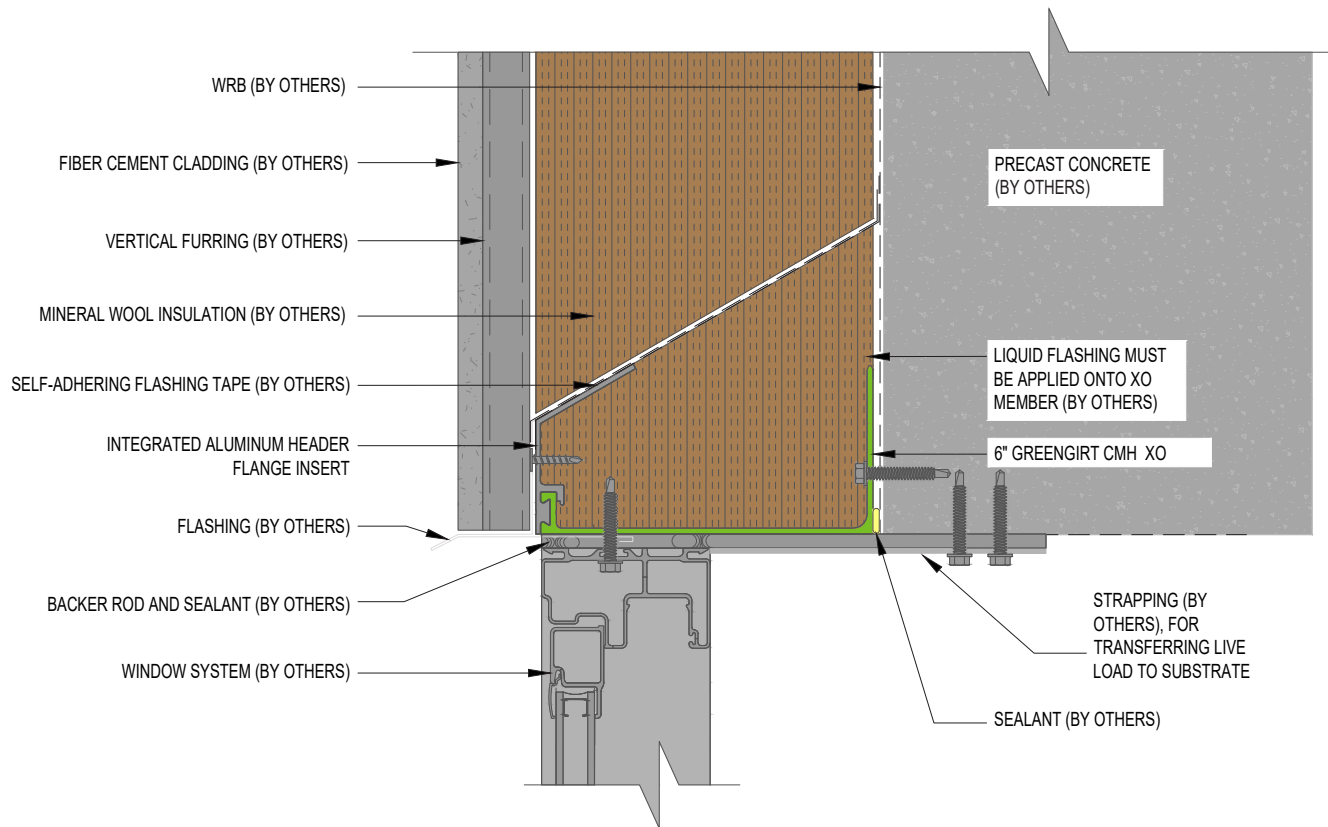 WRB (BY OTHERS)
FIBER CEMENT CLADDING (BY OTHERS)
VERTICAL FURRING (BY OTHERS)
MINERAL WOOL INSULATION (BY OTHERS)
SELF-ADHERING FLASHING TAPE (BY OTHERS)
INTEGRATED ALUMINUM HEADER
FLANGE INSERT
FLASHING (BY OTHERS)
BACKER ROD AND SEALANT (BY OTHERS)
WINDOW SYSTEM (BY OTHERS)
PRECAST CONCRETE
(BY OTHERS)
LIQUID FLASHING MUST
BE APPLIED ONTO XO
MEMBER (BY OTHERS)
6" GREENGIRT CMH XO
STRAPPING (BY
OTHERS), FOR
TRANSFERRING LIVE
LOAD TO SUBSTRATE
SEALANT (BY OTHERS)